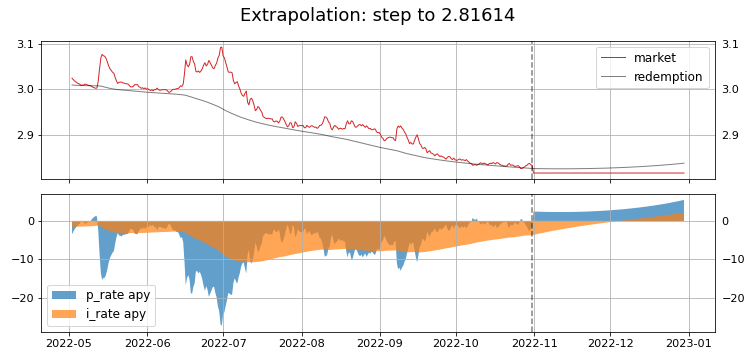 Extrapolation: step to 2.81614
3.1
3.0
2.9
3.1
3.0
2.9
market
redemption
0
−10
−20
0
−10
−20
p_rate apy
i_rate apy
2022-05 2022-06 2022-07 2022-08 2022-09 2022-10 2022-11 2022-12 2023-01